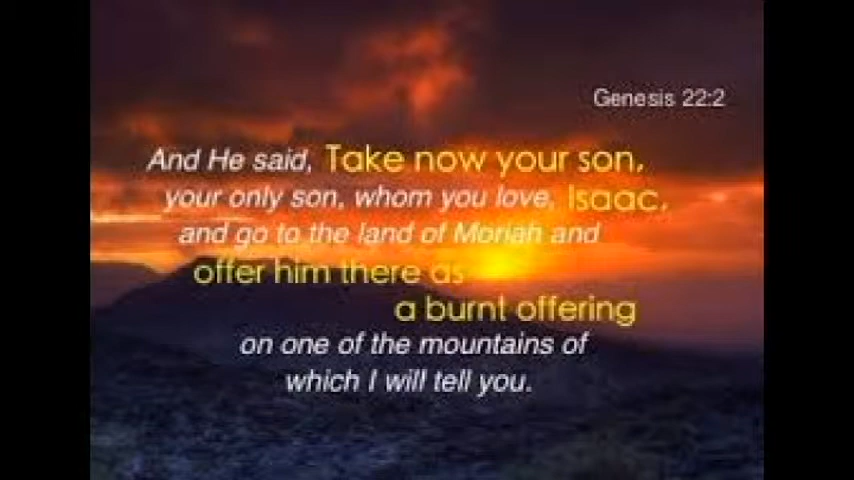 Genesis 22:2
And He said, Take now your son,
your only son, whom you love, Isaac,
and go to the land of Moriah and
offer him there as
a burnt offering
on one of the mountains of
which I will tell you.